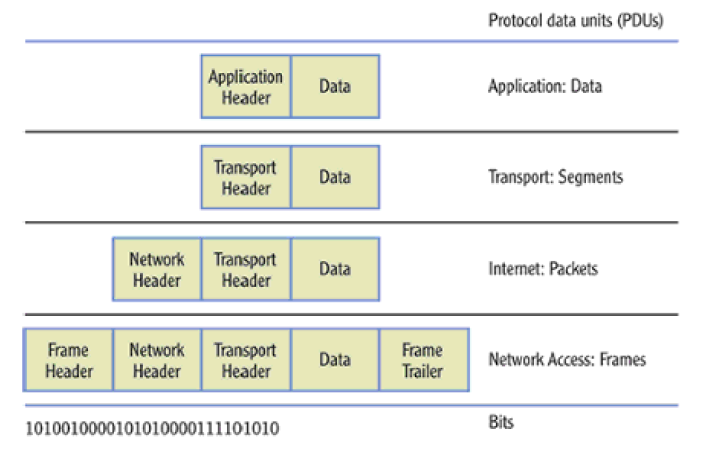 Protocol data units (PDUs)
Application Header
Data
Application: Data
Transport Header
Data
Transport: Segments
Network Header
Transport Header
Data
Internet: Packets
Frame Header
Network Header
Transport Header
Data
Frame Trailer
Network Access: Frames
1010010000101010000111101010
Bits